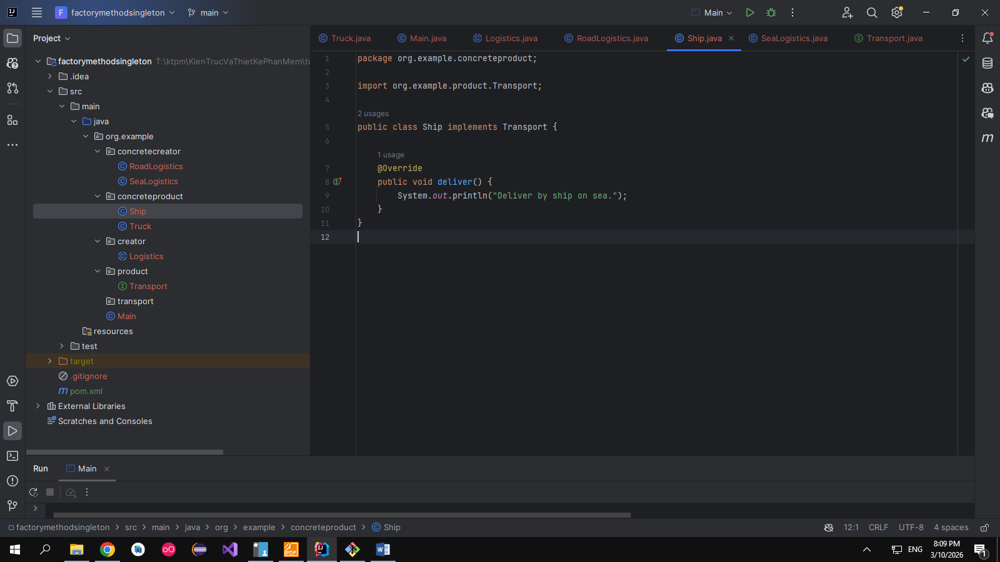 F factorymethodsingleton main Main
Project
Truck.java Main.java Logistics.java RoadLogistics.java Ship.java SeaLogistics.java Transport.java
factorymethodsingleton T:\ktpm\KienTrucVaThietKePhanMem\tu
.idea
src
main
java
org.example
concretecreator
RoadLogistics
SeaLogistics
concreteproduct
Ship
Truck
creator
Logistics
product
Transport
transport
Main
resources
test
target
.gitignore
pom.xml
External Libraries
Scratches and Consoles
1 package org.example.concreteproduct;
2
3 import org.example.product.Transport;
4
2 usages
5 public class Ship implements Transport {
6
1 usage
7 @Override
8 public void deliver() {
9 System.out.println("Deliver by ship on sea.");
10 }
11 }
12
Run Main
factorymethodsingleton > src > main > java > org > example > concreteproduct > Ship
12:1 CRLF UTF-8 4 spaces
ENG
8:09 PM
3/10/2026
1